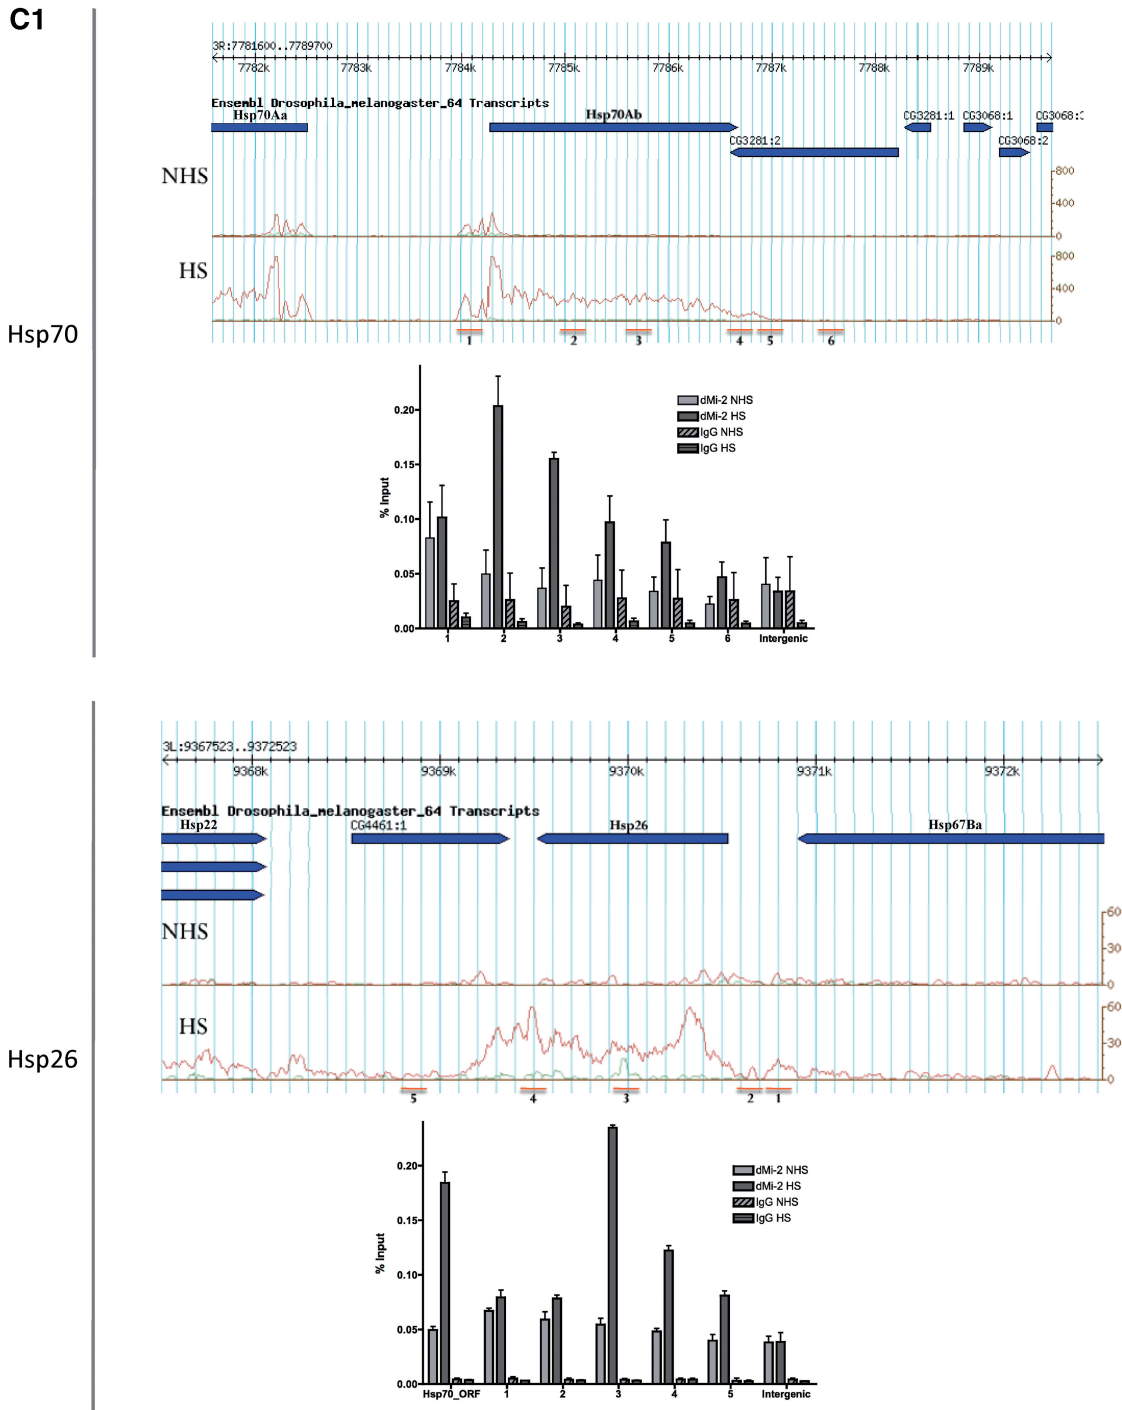 C1
3R:7781600..7789700
7782k 7783k 7784k 7785k 7786k 7787k 7788k 7789k
Ensembl Drosophila_melanogaster_64 Transcripts
Hsp70Aa Hsp70Ab CG3281:1 CG3068:1
CG3281:2 CG3068:2
NHS
800
400
0
HS
800
400
0
Hsp70
1 2 3 4 5 6
dMi-2 NHS
dMi-2 HS
IgG NHS
IgG HS
% Input
0.20
0.15
0.10
0.05
0.00
1 2 3 4 5 6 Intergenic
3L:9367523..9372523
9368k 9369k 9370k 9371k 9372k
Ensembl Drosophila_melanogaster_64 Transcripts
Hsp22 CG4461:1 Hsp26 Hsp67Ba
NHS
60
30
0
HS
60
30
0
Hsp26
5 4 3 2 1
dMi-2 NHS
dMi-2 HS
IgG NHS
IgG HS
% Input
0.20
0.15
0.10
0.05
0.00
Hsp70_ORF 1 2 3 4 5 Intergenic